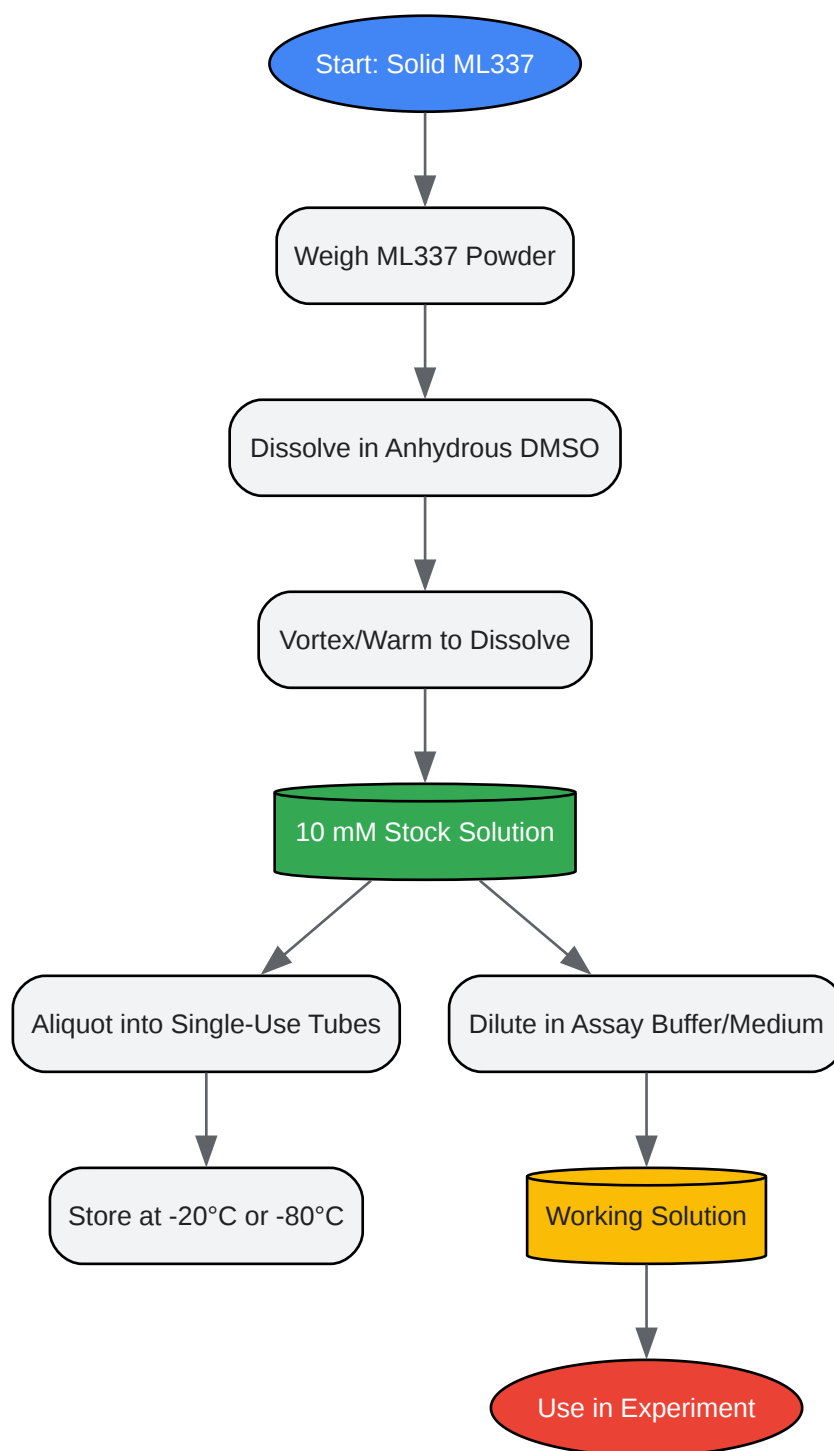 Start: Solid ML337
Weigh ML337 Powder
Dissolve in Anhydrous DMSO
Vortex/Warm to Dissolve
10 mM Stock Solution
Aliquot into Single-Use Tubes
Dilute in Assay Buffer/Medium
Store at -20°C or -80°C
Working Solution
Use in Experiment